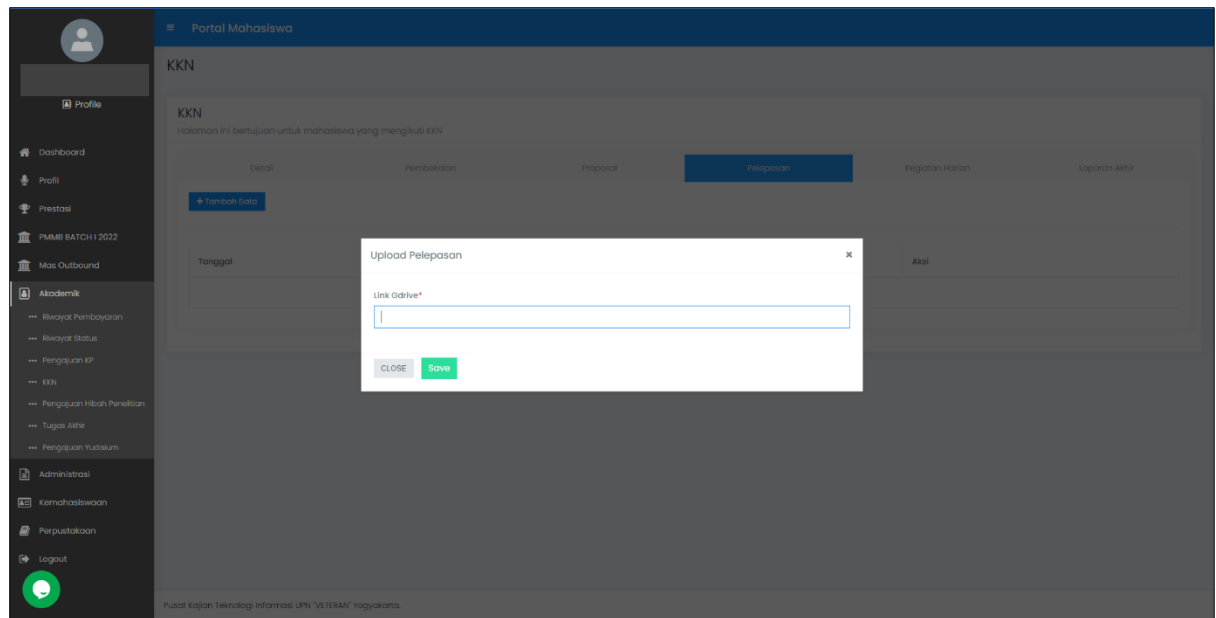 Portal Mahasiswa
KKN
Profile
Dashboard
Profil
Prestasi
PMMB BATCH I 2022
Mas Outbound
Akademik
Riwayat Pembayaran
Riwayat Status
Pengajuan KP
KKN
Pengajuan Hibah Penelitian
Tugas Akhir
Pengajuan Yudisium
Administrasi
Kemahasiswaan
Perpustakaan
Logout
KKN
Halaman ini bertujuan untuk mahasiswa yang mengikuti KKN
Detail Pembekalan Proposal Pelepasan Kegiatan Harian Laporan Akhir
+ Tambah Data
Tanggal Aksi
Upload Pelepasan ×
Link Gdrive*
CLOSE Save
Pusat Kajian Teknologi Informasi UPN "VETERAN" Yogyakarta.